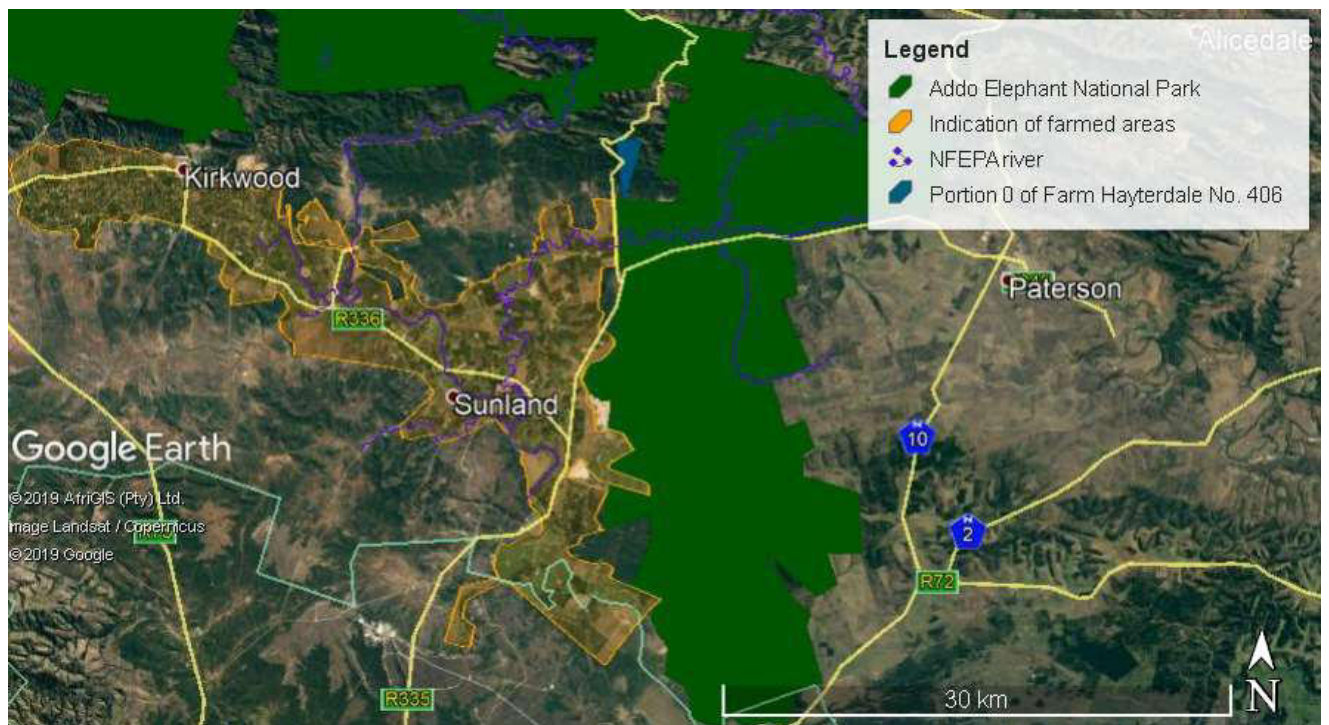 Legend
Addo Elephant National Park
Indication of farmed areas
NFEPA river
Portion 0 of Farm Hayterdale No. 406
Alicedale
Kirkwood
Paterson
R336
Sunland
10
Google Earth
© 2019 AfriGIS (Pty) Ltd.
mage Landsat / Copernicus
© 2019 Google
N
2
R72
R335
30 km
N